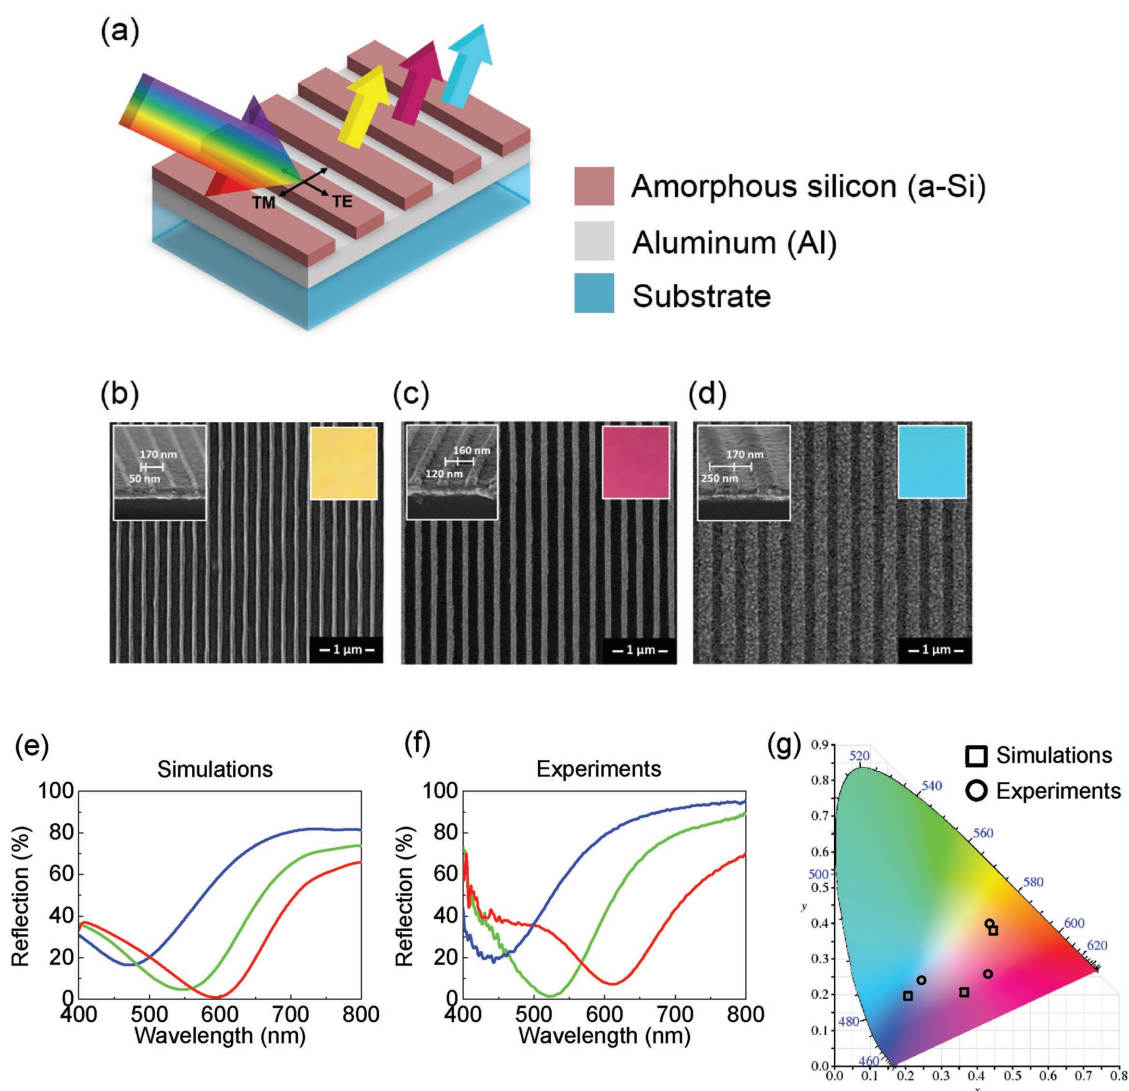 (a)
TM
TE
Amorphous silicon (a-Si)
Aluminum (Al)
Substrate
(b)
(c)
(d)
170 nm
50 nm
1 μm
160 nm
120 nm
1 μm
170 nm
250 nm
1 μm
(e)
Simulations
Reflection (%)
100
80
60
40
20
0
400
500
600
700
800
Wavelength (nm)
(f)
Experiments
Reflection (%)
100
80
60
40
20
0
400
500
600
700
800
Wavelength (nm)
(g)
Simulations
Experiments
0.9
0.8
0.7
0.6
0.5
0.4
0.3
0.2
0.1
0.0
y
0.0
0.1
0.2
0.3
0.4
0.5
0.6
0.7
0.8
x
520
540
560
580
600
620
500
480
460